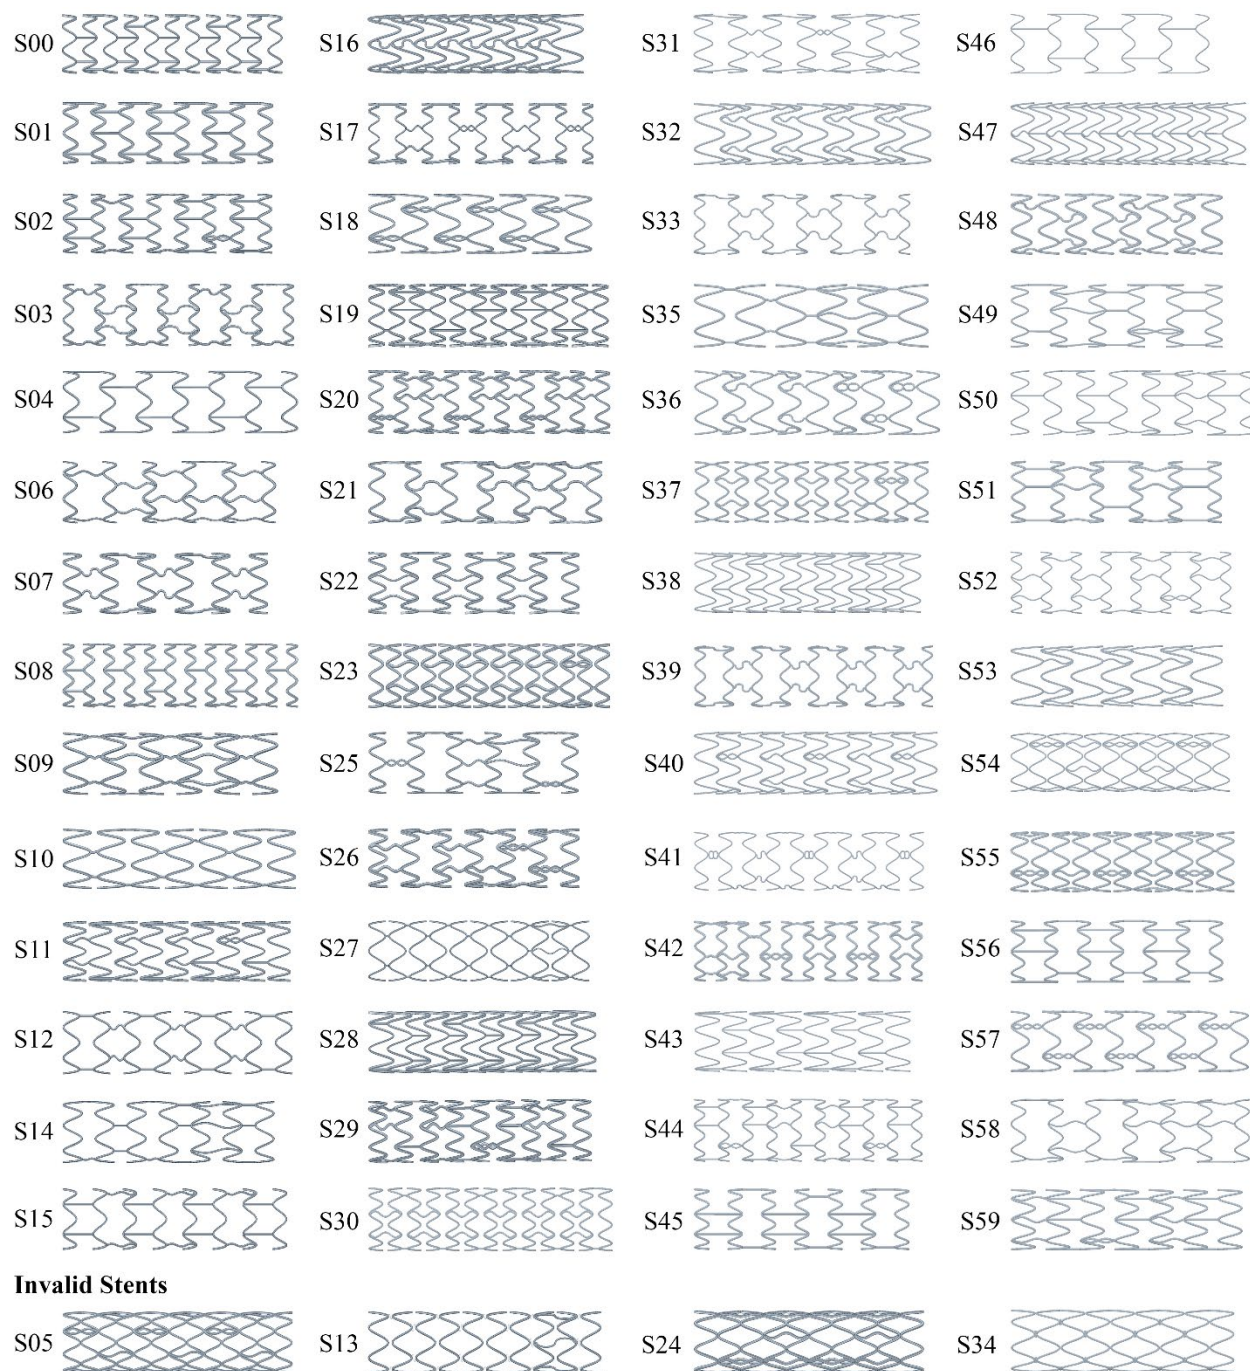 S00 S16 S31 S46
S01 S17 S32 S47
S02 S18 S33 S48
S03 S19 S35 S49
S04 S20 S36 S50
S06 S21 S37 S51
S07 S22 S38 S52
S08 S23 S39 S53
S09 S25 S40 S54
S10 S26 S41 S55
S11 S27 S42 S56
S12 S28 S43 S57
S14 S29 S44 S58
S15 S30 S45 S59
Invalid Stents
S05 S13 S24 S34